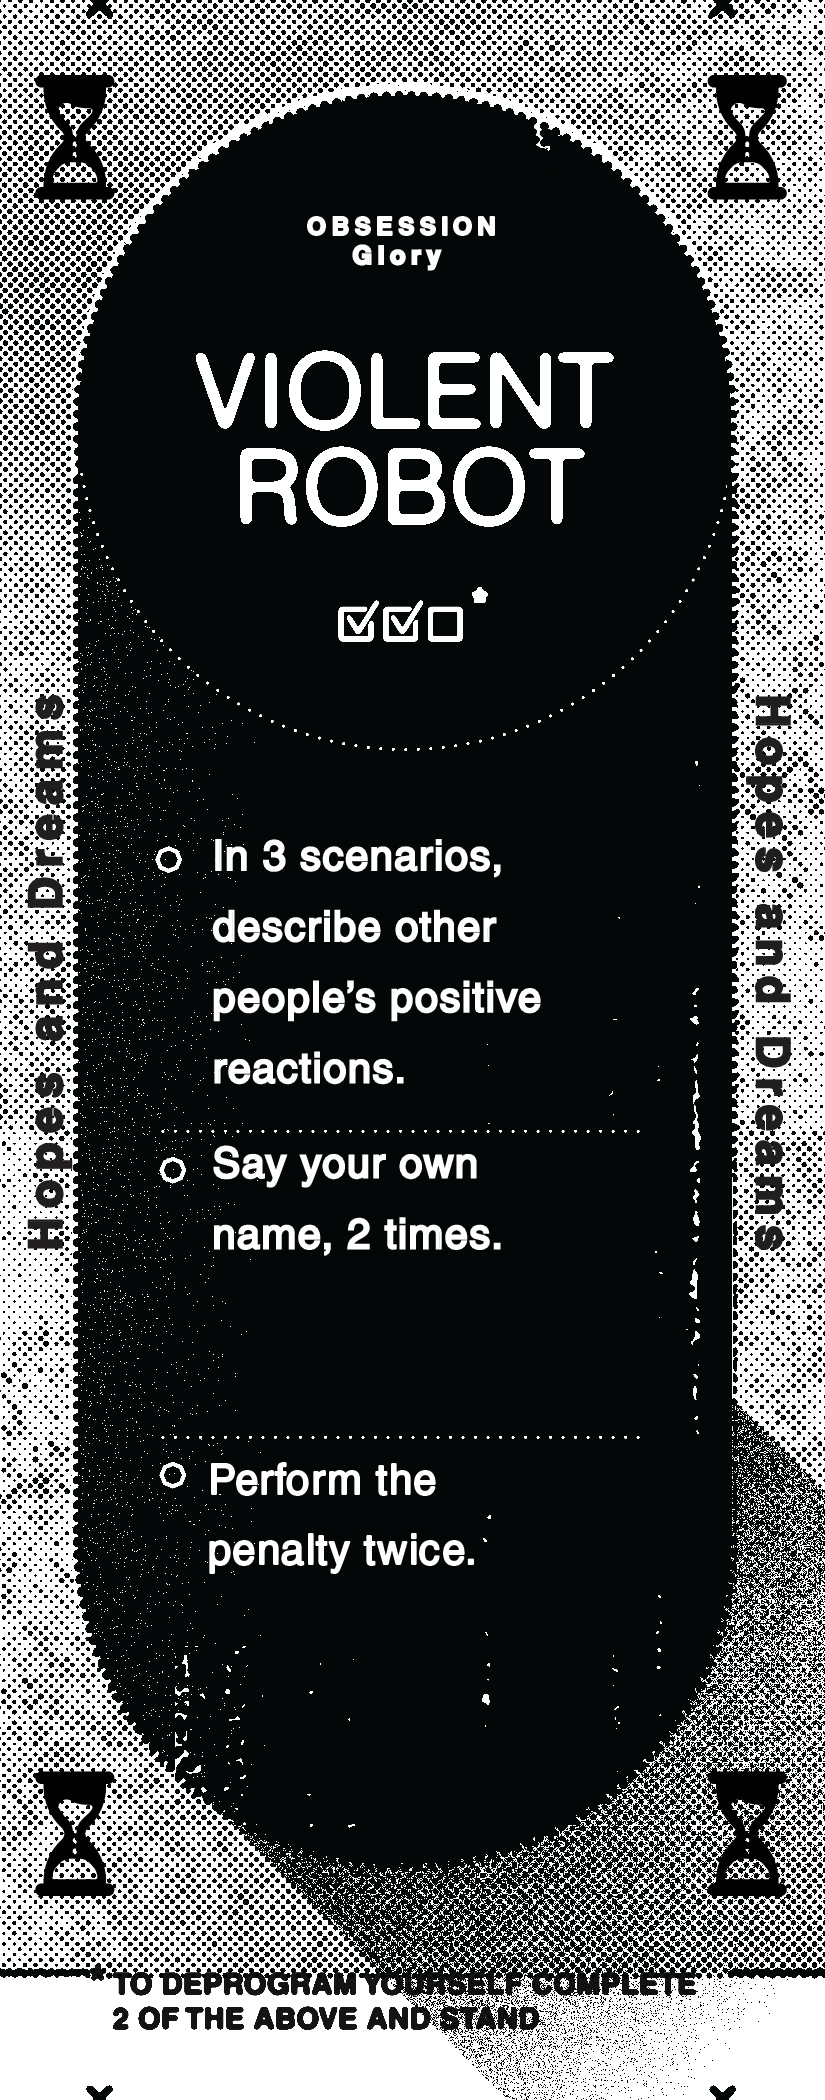 OBSESSION
Glory
VIOLENT
ROBOT
☑☑☐*
Hopes and Dreams
Hopes and Dreams
In 3 scenarios,
describe other
people’s positive
reactions.
Say your own
name, 2 times.
Perform the
penalty twice.
*TO DEPROGRAM YOURSELF COMPLETE
2 OF THE ABOVE AND STAND